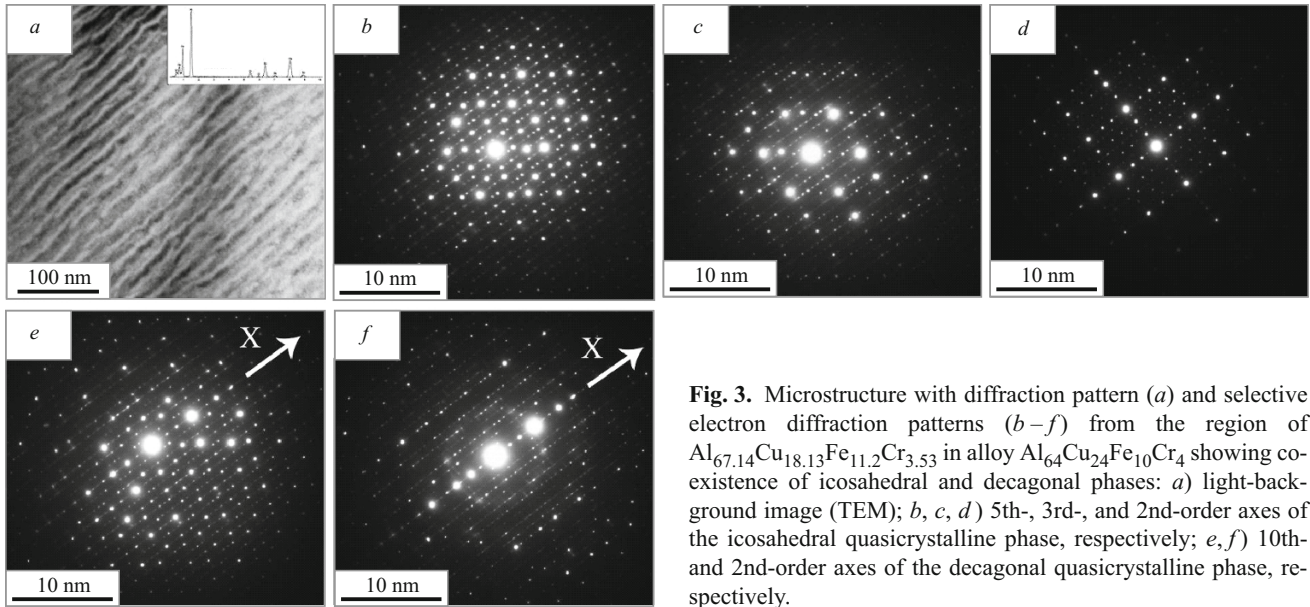 a
b
c
d
100 nm
10 nm
10 nm
10 nm
e
X
f
X
10 nm
10 nm
Fig. 3. Microstructure with diffraction pattern (a) and selective
electron diffraction patterns (b – f) from the region of
Al67.14Cu18.13Fe11.2Cr3.53 in alloy Al64Cu24Fe10Cr4 showing co-
existence of icosahedral and decagonal phases: a) light-back-
ground image (TEM); b, c, d) 5th-, 3rd-, and 2nd-order axes of
the icosahedral quasicrystalline phase, respectively; e, f) 10th-
and 2nd-order axes of the decagonal quasicrystalline phase, re-
spectively.